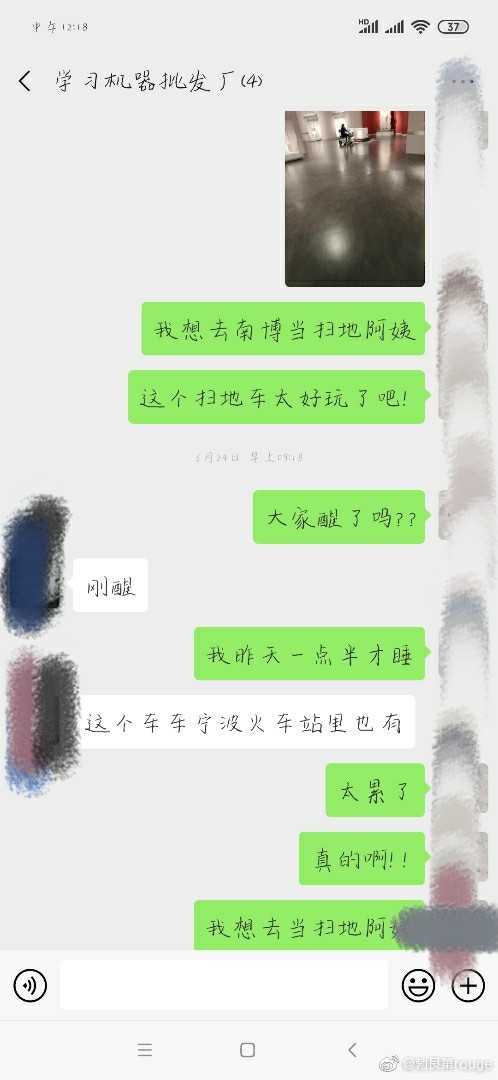 中午12:18
HD
37
学习机器批发厂(4)
我想去南博当扫地阿姨
这个扫地车太好玩了吧!
6月24日 早上09:18
大家醒了吗??
刚醒
我昨天一点半才睡
这个车车宁波火车站里也有
太累了
真的啊!!
我想去当扫地阿